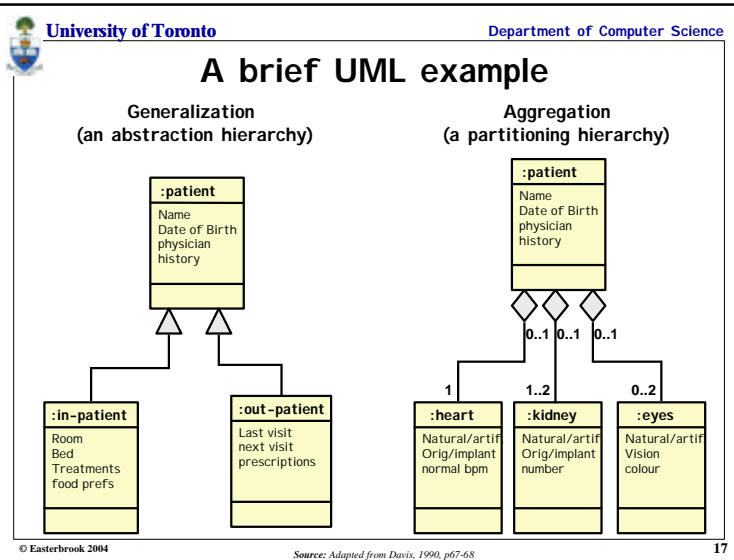 University of Toronto
Department of Computer Science
A brief UML example
Generalization
(an abstraction hierarchy)
:patient
Name
Date of Birth
physician
history
:in-patient
Room
Bed
Treatments
food prefs
:out-patient
Last visit
next visit
prescriptions
Aggregation
(a partitioning hierarchy)
:patient
Name
Date of Birth
physician
history
0..1 0..1 0..1
1 1..2 0..2
:heart
Natural/artif
Orig/implant
normal bpm
:kidney
Natural/artif
Orig/implant
number
:eyes
Natural/artif
Vision
colour
© Easterbrook 2004
Source: Adapted from Davis, 1990, p67-68
17